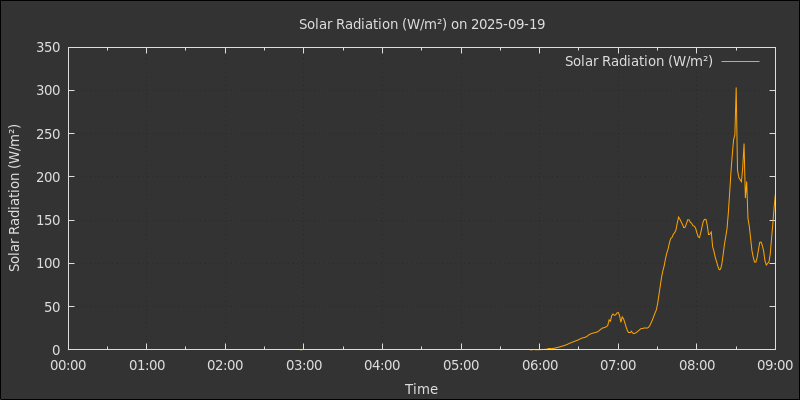 Solar Radiation (W/m²) on 2025-09-19
Solar Radiation (W/m²)
350
300
250
200
150
100
50
0
Solar Radiation (W/m²)
00:00 01:00 02:00 03:00 04:00 05:00 06:00 07:00 08:00 09:00
Time